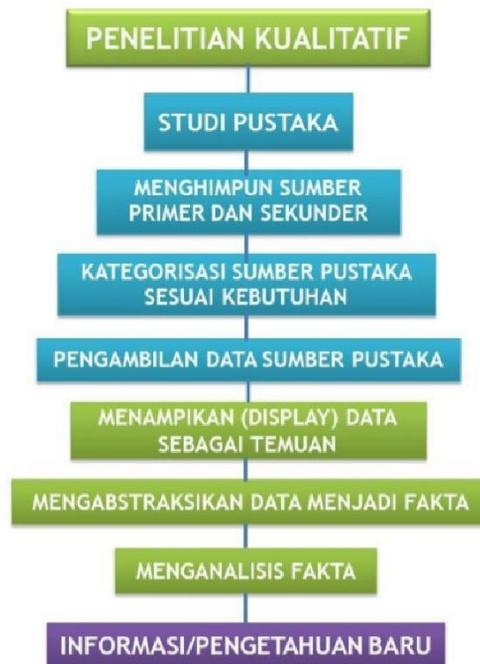 PENELITIAN KUALITATIF
STUDI PUSTAKA
MENGHIMPUN SUMBER
PRIMER DAN SEKUNDER
KATEGORISASI SUMBER PUSTAKA
SESUAI KEBUTUHAN
PENGAMBILAN DATA SUMBER PUSTAKA
MENAMPIKAN (DISPLAY) DATA
SEBAGAI TEMUAN
MENGABSTRAKSIKAN DATA MENJADI FAKTA
MENGANALISIS FAKTA
INFORMASI/PENGETAHUAN BARU